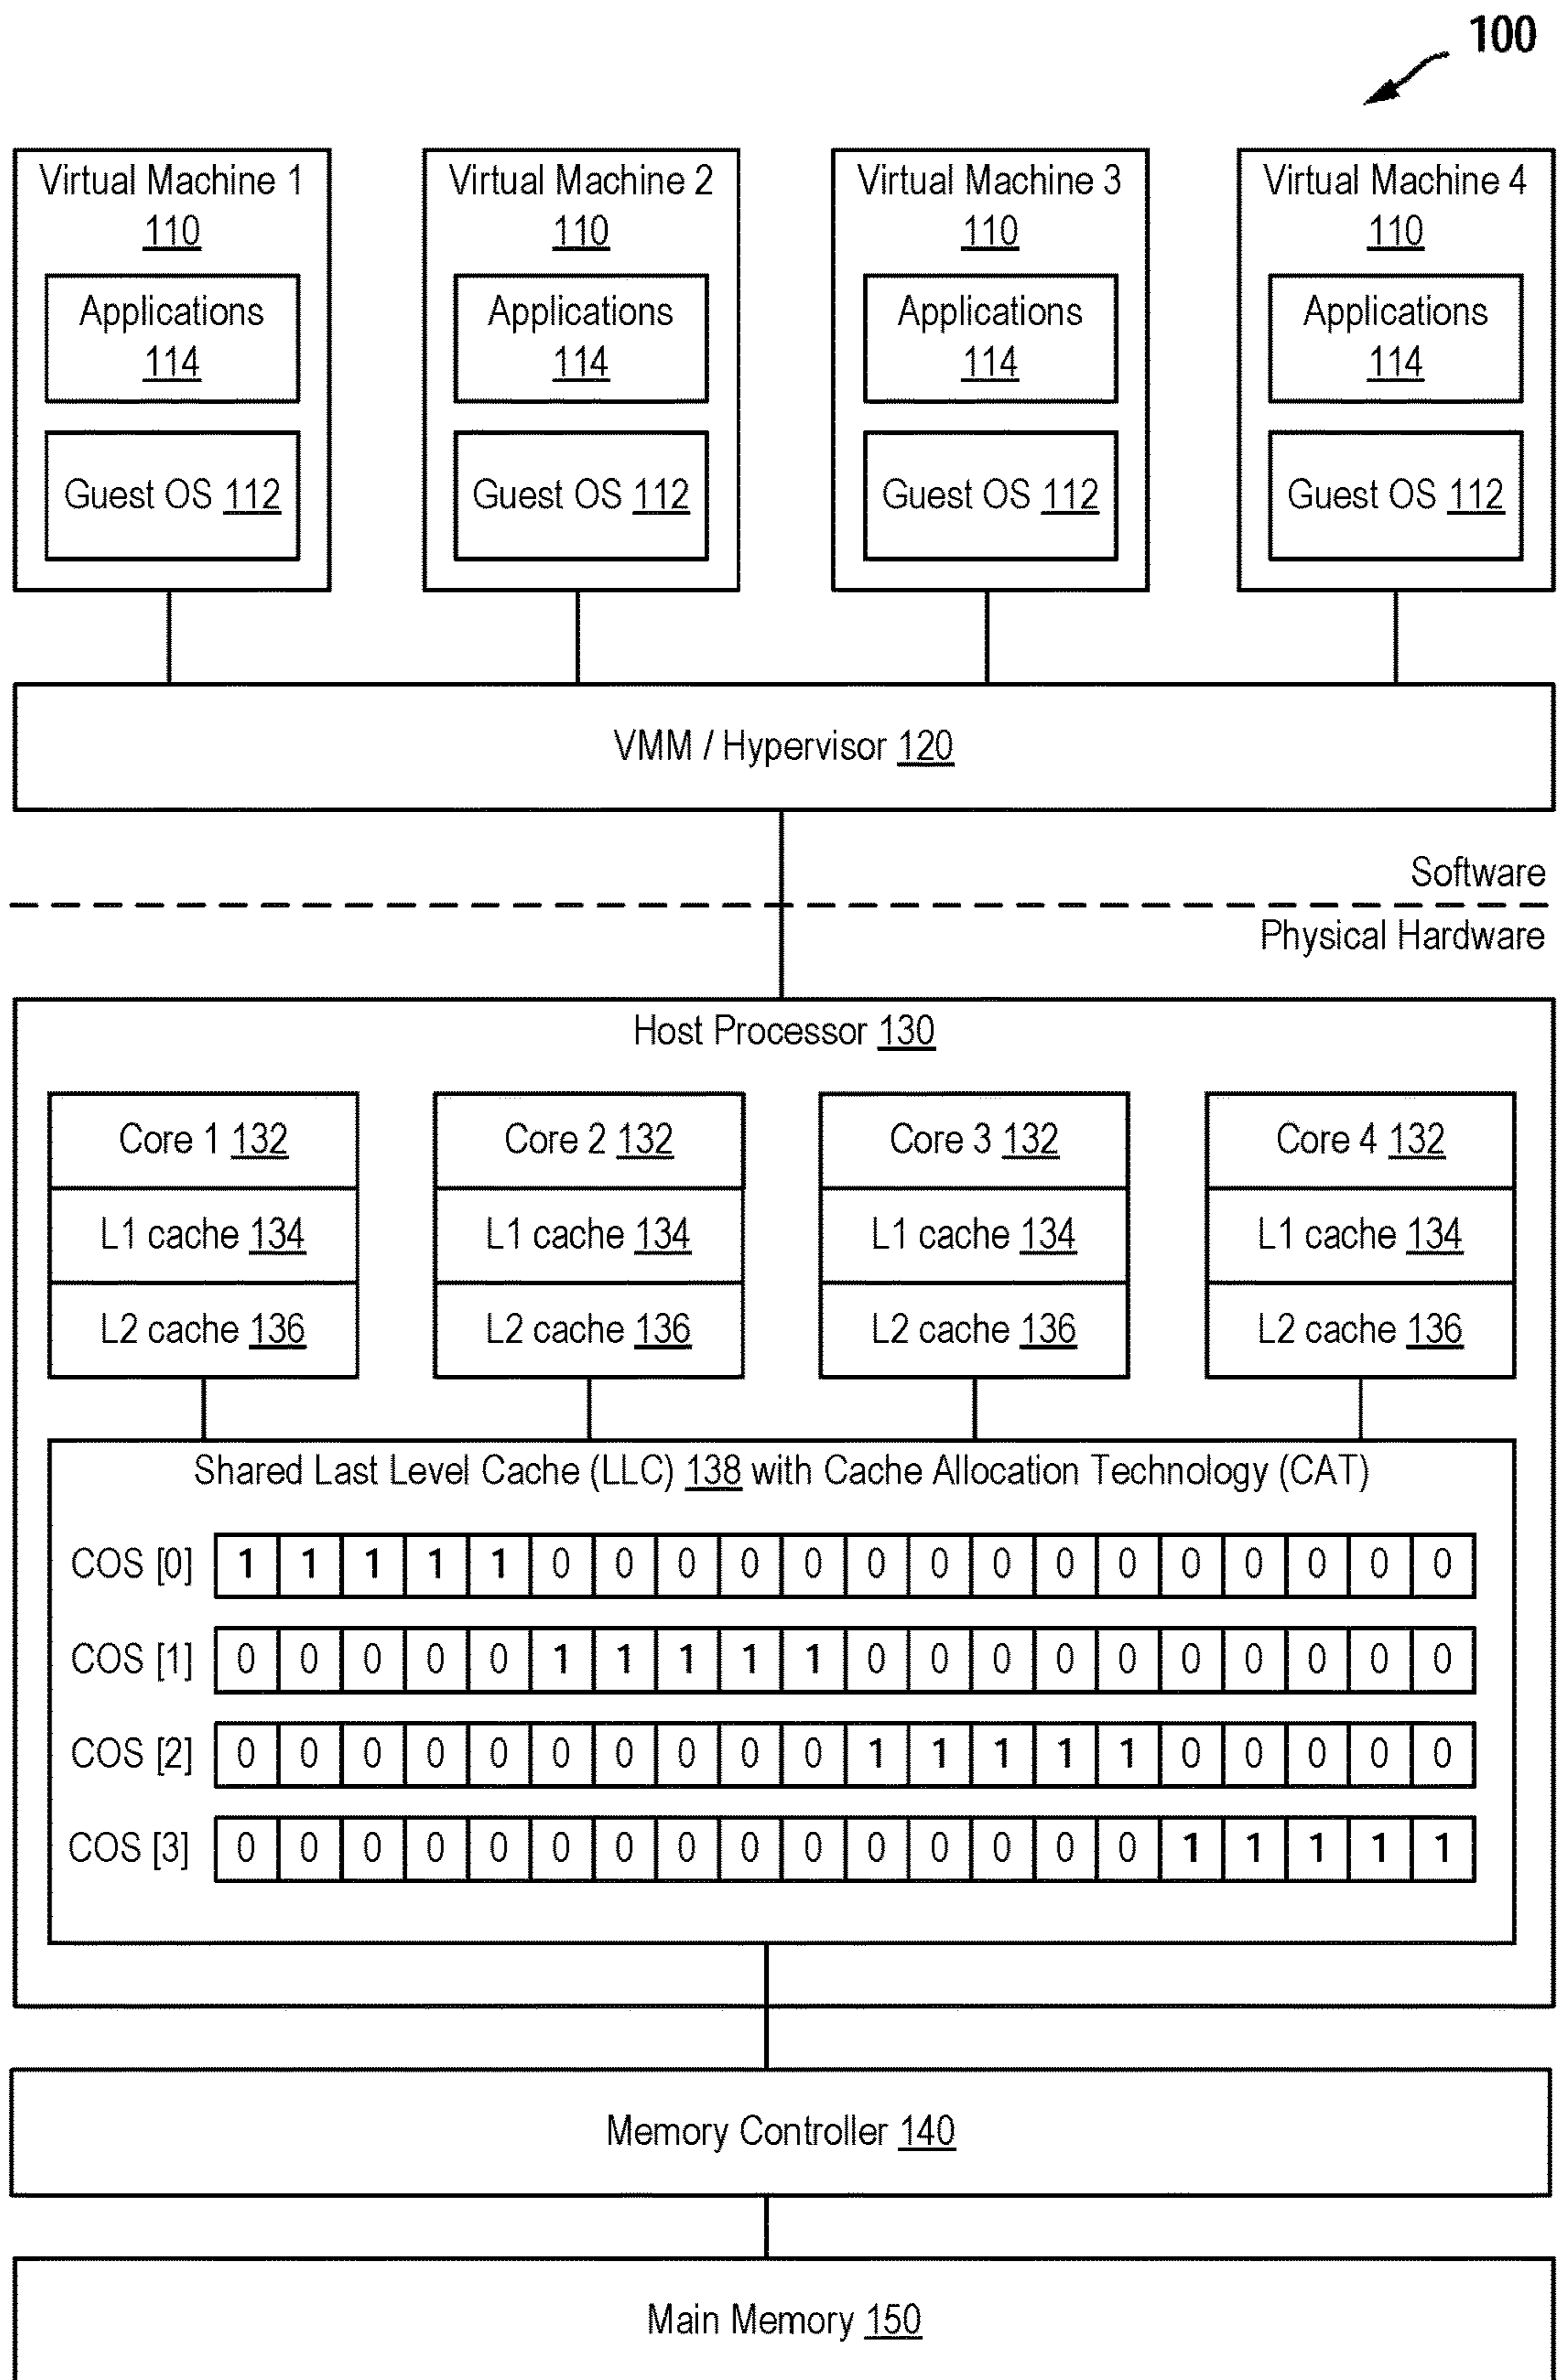 100
Virtual Machine 1
110
Applications
114
Guest OS 112
Virtual Machine 2
110
Applications
114
Guest OS 112
Virtual Machine 3
110
Applications
114
Guest OS 112
Virtual Machine 4
110
Applications
114
Guest OS 112
VMM / Hypervisor 120
Software
Physical Hardware
Host Processor 130
Core 1 132
L1 cache 134
L2 cache 136
Core 2 132
L1 cache 134
L2 cache 136
Core 3 132
L1 cache 134
L2 cache 136
Core 4 132
L1 cache 134
L2 cache 136
Shared Last Level Cache (LLC) 138 with Cache Allocation Technology (CAT)
COS [0] 1 1 1 1 1 0 0 0 0 0 0 0 0 0 0 0 0 0 0 0
COS [1] 0 0 0 0 0 1 1 1 1 1 0 0 0 0 0 0 0 0 0 0
COS [2] 0 0 0 0 0 0 0 0 0 0 1 1 1 1 1 0 0 0 0 0
COS [3] 0 0 0 0 0 0 0 0 0 0 0 0 0 0 0 1 1 1 1 1
Memory Controller 140
Main Memory 150